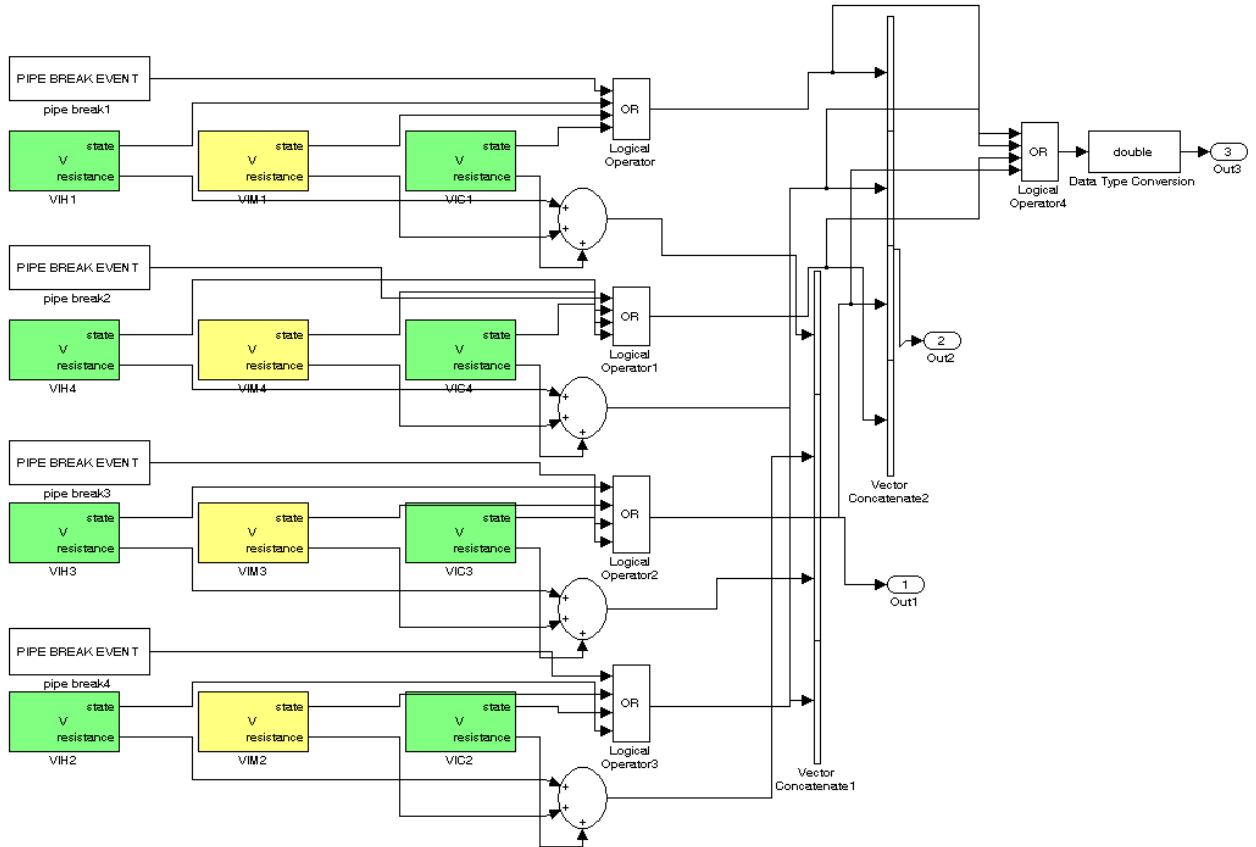 PIPE BREAK EVENT
pipe break1
state
V
resistance
VIH1
state
V
resistance
VIM1
state
V
resistance
VIC1
OR
Logical
Operator
+
+
+
PIPE BREAK EVENT
pipe break2
state
V
resistance
VIH4
state
V
resistance
VIM4
state
V
resistance
VIC4
OR
Logical
Operator1
+
+
+
PIPE BREAK EVENT
pipe break3
state
V
resistance
VIH3
state
V
resistance
VIM3
state
V
resistance
VIC3
OR
Logical
Operator2
+
+
+
PIPE BREAK EVENT
pipe break4
state
V
resistance
VIH2
state
V
resistance
VIM2
state
V
resistance
VIC2
OR
Logical
Operator3
+
+
+
Vector
Concatenate1
Vector
Concatenate2
OR
Logical
Operator4
double
Data Type Conversion
3
Out3
2
Out2
1
Out1